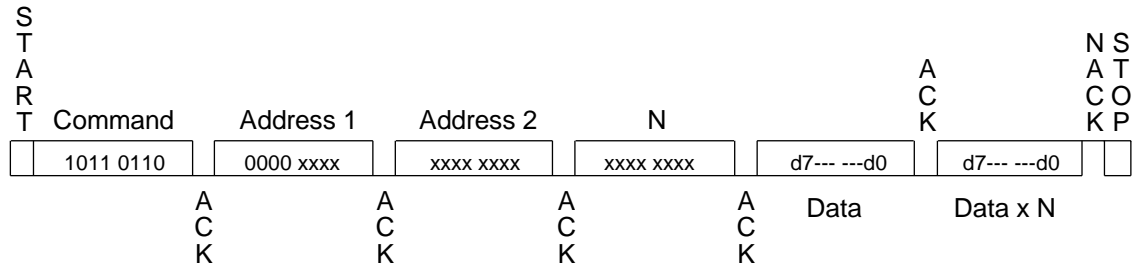 START
NACK
STOP
ACK
Command
Address 1
Address 2
N
1011 0110
0000 xxxx
xxxx xxxx
xxxx xxxx
d7--- ---d0
d7--- ---d0
ACK
ACK
ACK
ACK
Data
Data x N